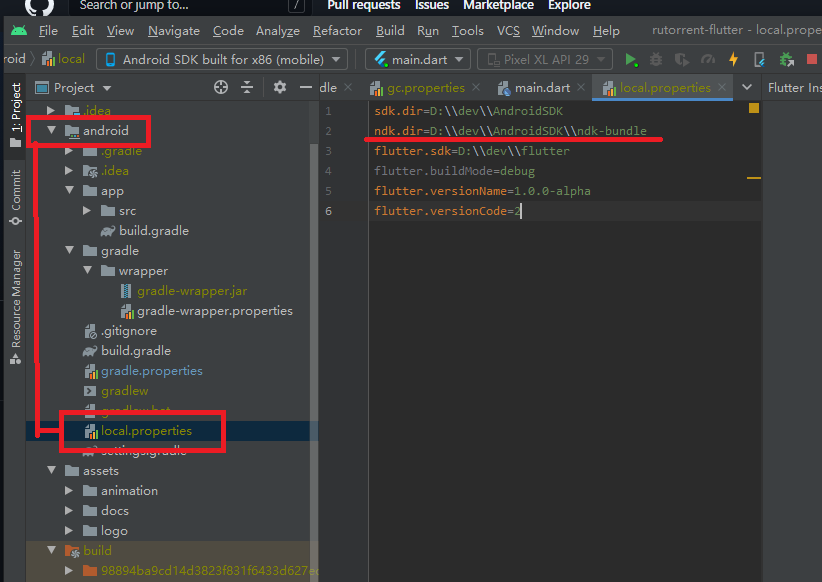 Search or jump to... /
Pull requests Issues Marketplace Explore
File Edit View Navigate Code Analyze Refactor Build Run Tools VCS Window Help rutorrent-flutter - local.prope
roid local Android SDK built for x86 (mobile) main.dart Pixel XL API 29
Project dle gc.properties main.dart local.properties Flutter Ins
1: Project
Commit
Resource Manager
.idea
android
.gradle
.idea
app
src
build.gradle
gradle
wrapper
gradle-wrapper.jar
gradle-wrapper.properties
.gitignore
build.gradle
gradle.properties
gradlew
gradlew.bat
local.properties
settings.gradle
assets
animation
docs
logo
build
1 sdk.dir=D:\\dev\\AndroidSDK
2 ndk.dir=D:\\dev\\AndroidSDK\\ndk-bundle
3 flutter.sdk=D:\\dev\\flutter
4 flutter.buildMode=debug
5 flutter.versionName=1.0.0-alpha
6 flutter.versionCode=2